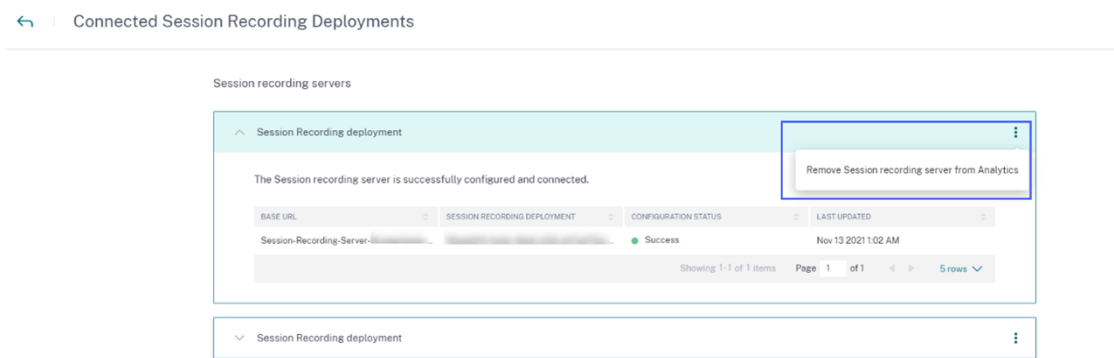 Connected Session Recording Deployments
Session recording servers
Session Recording deployment
Remove Session recording server from Analytics
The Session recording server is successfully configured and connected.
BASE URL SESSION RECORDING DEPLOYMENT CONFIGURATION STATUS LAST UPDATED
Session-Recording-Server- ... ... Success Nov 13 2021 1:02 AM
Showing 1-1 of 1 items Page 1 of 1 5 rows
Session Recording deployment